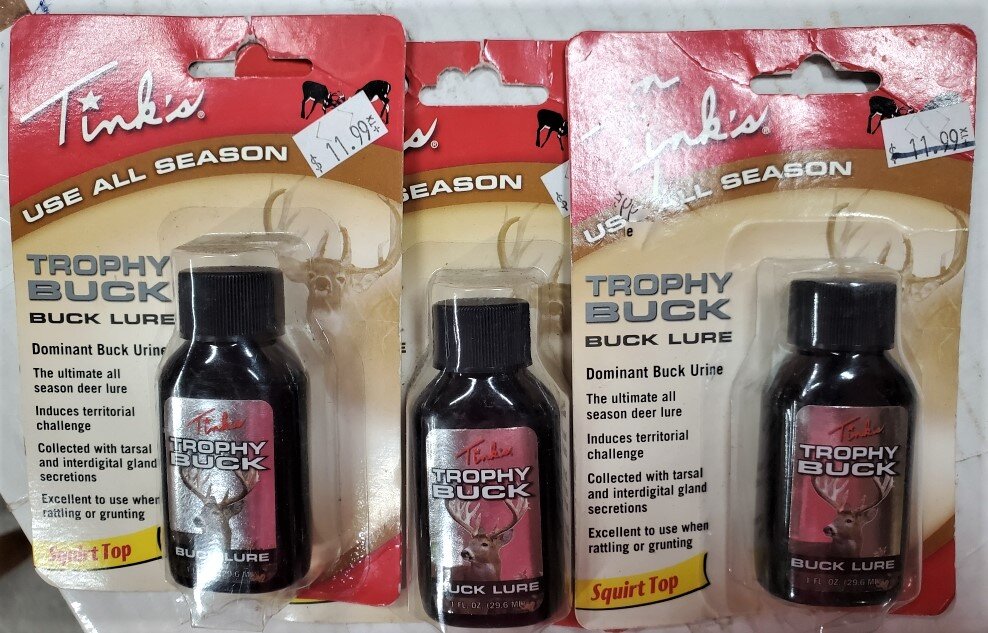 Tink's
$11.99
USE ALL SEASON
TROPHY
BUCK
BUCK LURE
Dominant Buck Urine
The ultimate all
season deer lure
Induces territorial
challenge
Collected with tarsal
and interdigital gland
secretions
Excellent to use when
rattling or grunting
Squirt Top
Tink's
TROPHY
BUCK
BUCK LURE
s®
SEASON
Tink's
TROPHY
BUCK
BUCK LURE
1 FL. OZ. (29.6 ML)
ink's®
$11.99
US ALL SEASON
TROPHY
BUCK
BUCK LURE
Dominant Buck Urine
The ultimate all
season deer lure
Induces territorial
challenge
Collected with tarsal
and interdigital gland
secretions
Excellent to use when
rattling or grunting
Squirt Top
Tink's
TROPHY
BUCK
BUCK LURE
1 FL. OZ. (29.6 ML)